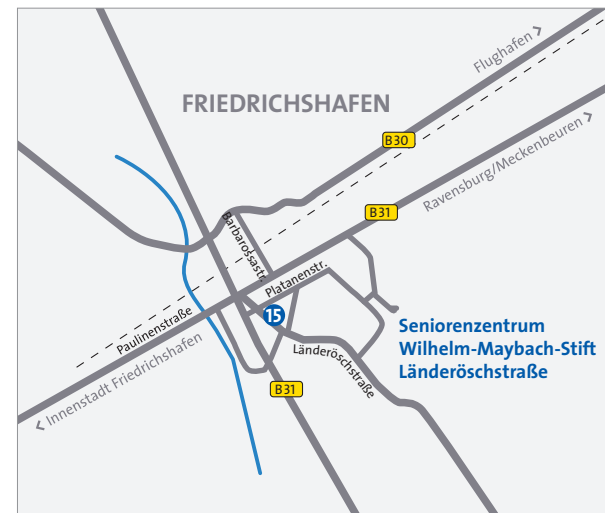 Flughafen >
FRIEDRICHSHAFEN
B30
Ravensburg/Meckenbeuren >
B31
Barbarossastr.
Platanenstr.
15
Paulinenstraße
Seniorenzentrum
Wilhelm-Maybach-Stift
Länderöschstraße
Länderöschstraße
< Innenstadt Friedrichshafen
B31